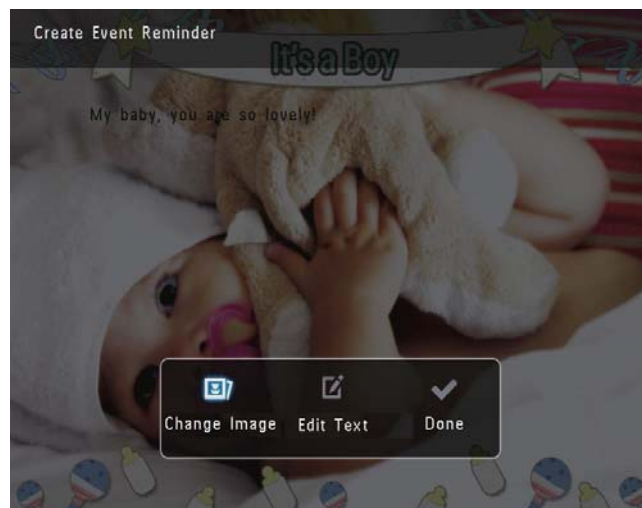 Create Event Reminder
It's a Boy
My baby, you are so lovely!
Change Image
Edit Text
Done